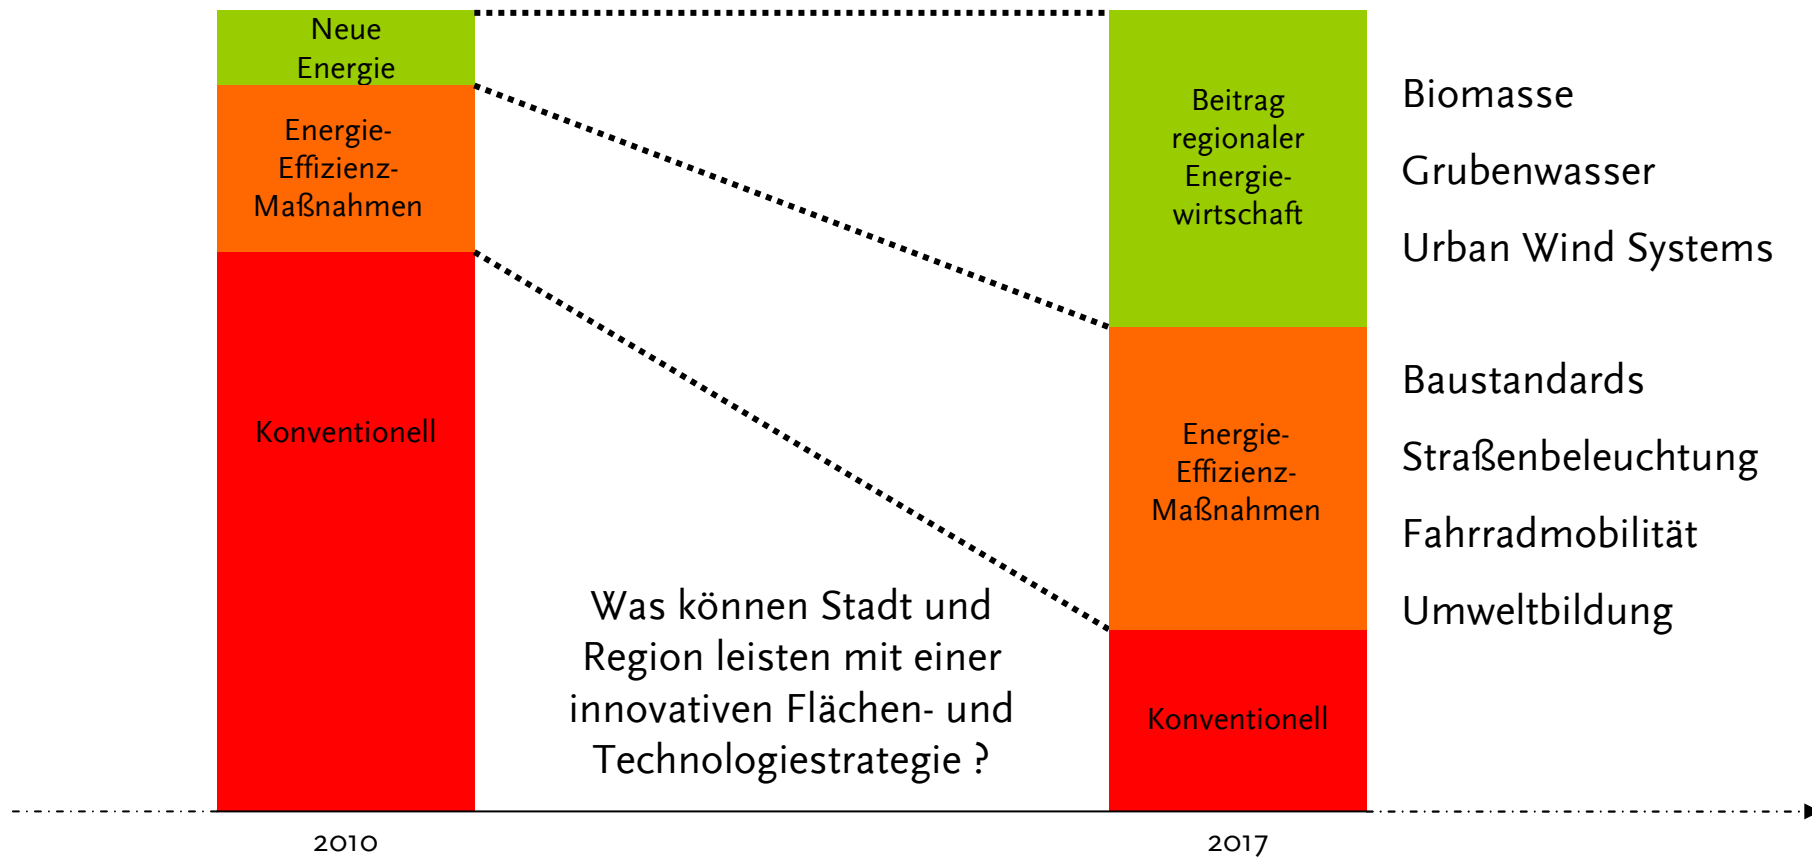 Neue
Energie
Energie-
Effizienz-
Maßnahmen
Konventionell
Was können Stadt und
Region leisten mit einer
innovativen Flächen- und
Technologiestrategie ?
Beitrag
regionaler
Energie-
wirtschaft
Energie-
Effizienz-
Maßnahmen
Konventionell
Biomasse
Grubenwasser
Urban Wind Systems
Baustandards
Straßenbeleuchtung
Fahrradmobilität
Umweltbildung
2010
2017